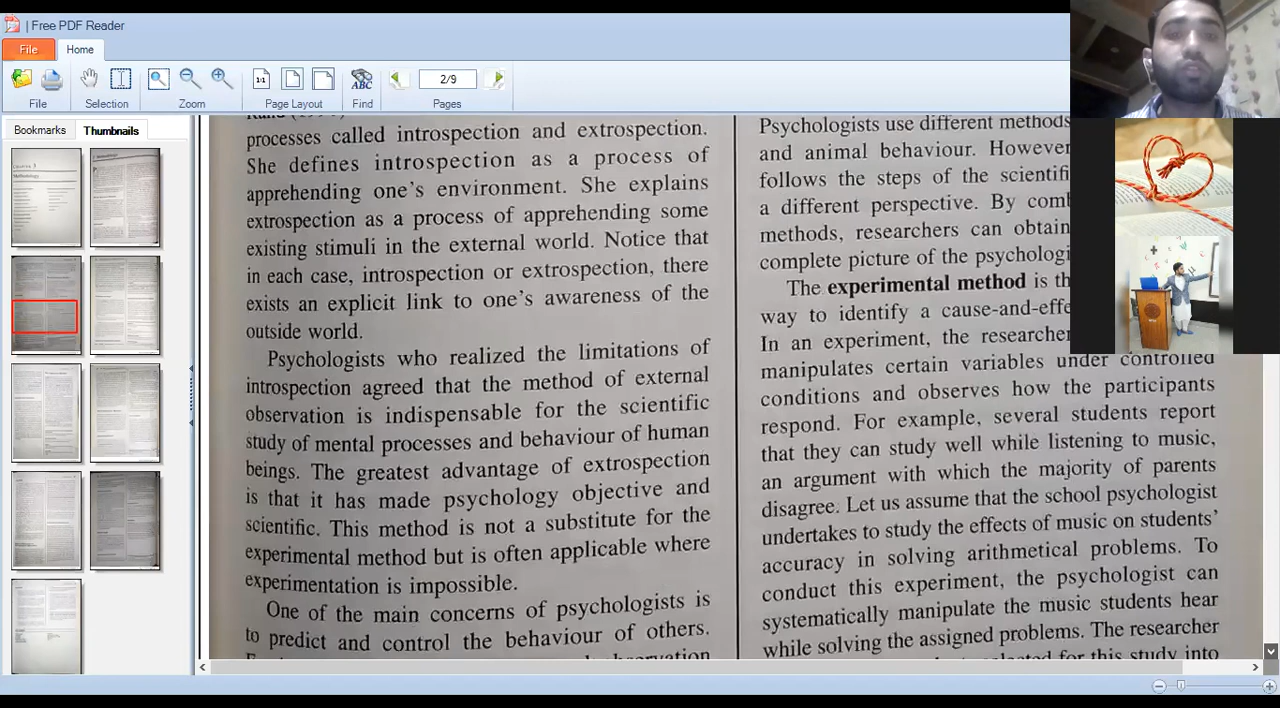 | Free PDF Reader
File
Home
File
Selection
Zoom
1:1
Page Layout
ABC
Find
2/9
Pages
Bookmarks
Thumbnails
processes called introspection and extrospection.
She defines introspection as a process of
apprehending one's environment. She explains
extrospection as a process of apprehending some
existing stimuli in the external world. Notice that
in each case, introspection or extrospection, there
exists an explicit link to one's awareness of the
outside world.
Psychologists who realized the limitations of
introspection agreed that the method of external
observation is indispensable for the scientific
study of mental processes and behaviour of human
beings. The greatest advantage of extrospection
is that it has made psychology objective and
scientific. This method is not a substitute for the
experimental method but is often applicable where
experimentation is impossible.
One of the main concerns of psychologists is
to predict and control the behaviour of others.
Psychologists use different methods
and animal behaviour. However
follows the steps of the scientifi
a different perspective. By comb
methods, researchers can obtain
complete picture of the psychologi
The experimental method is th
way to identify a cause-and-effe
In an experiment, the researcher
manipulates certain variables under controlled
conditions and observes how the participants
respond. For example, several students report
that they can study well while listening to music,
an argument with which the majority of parents
disagree. Let us assume that the school psychologist
undertakes to study the effects of music on students'
accuracy in solving arithmetical problems. To
conduct this experiment, the psychologist can
systematically manipulate the music students hear
while solving the assigned problems. The researcher
selected for this study into